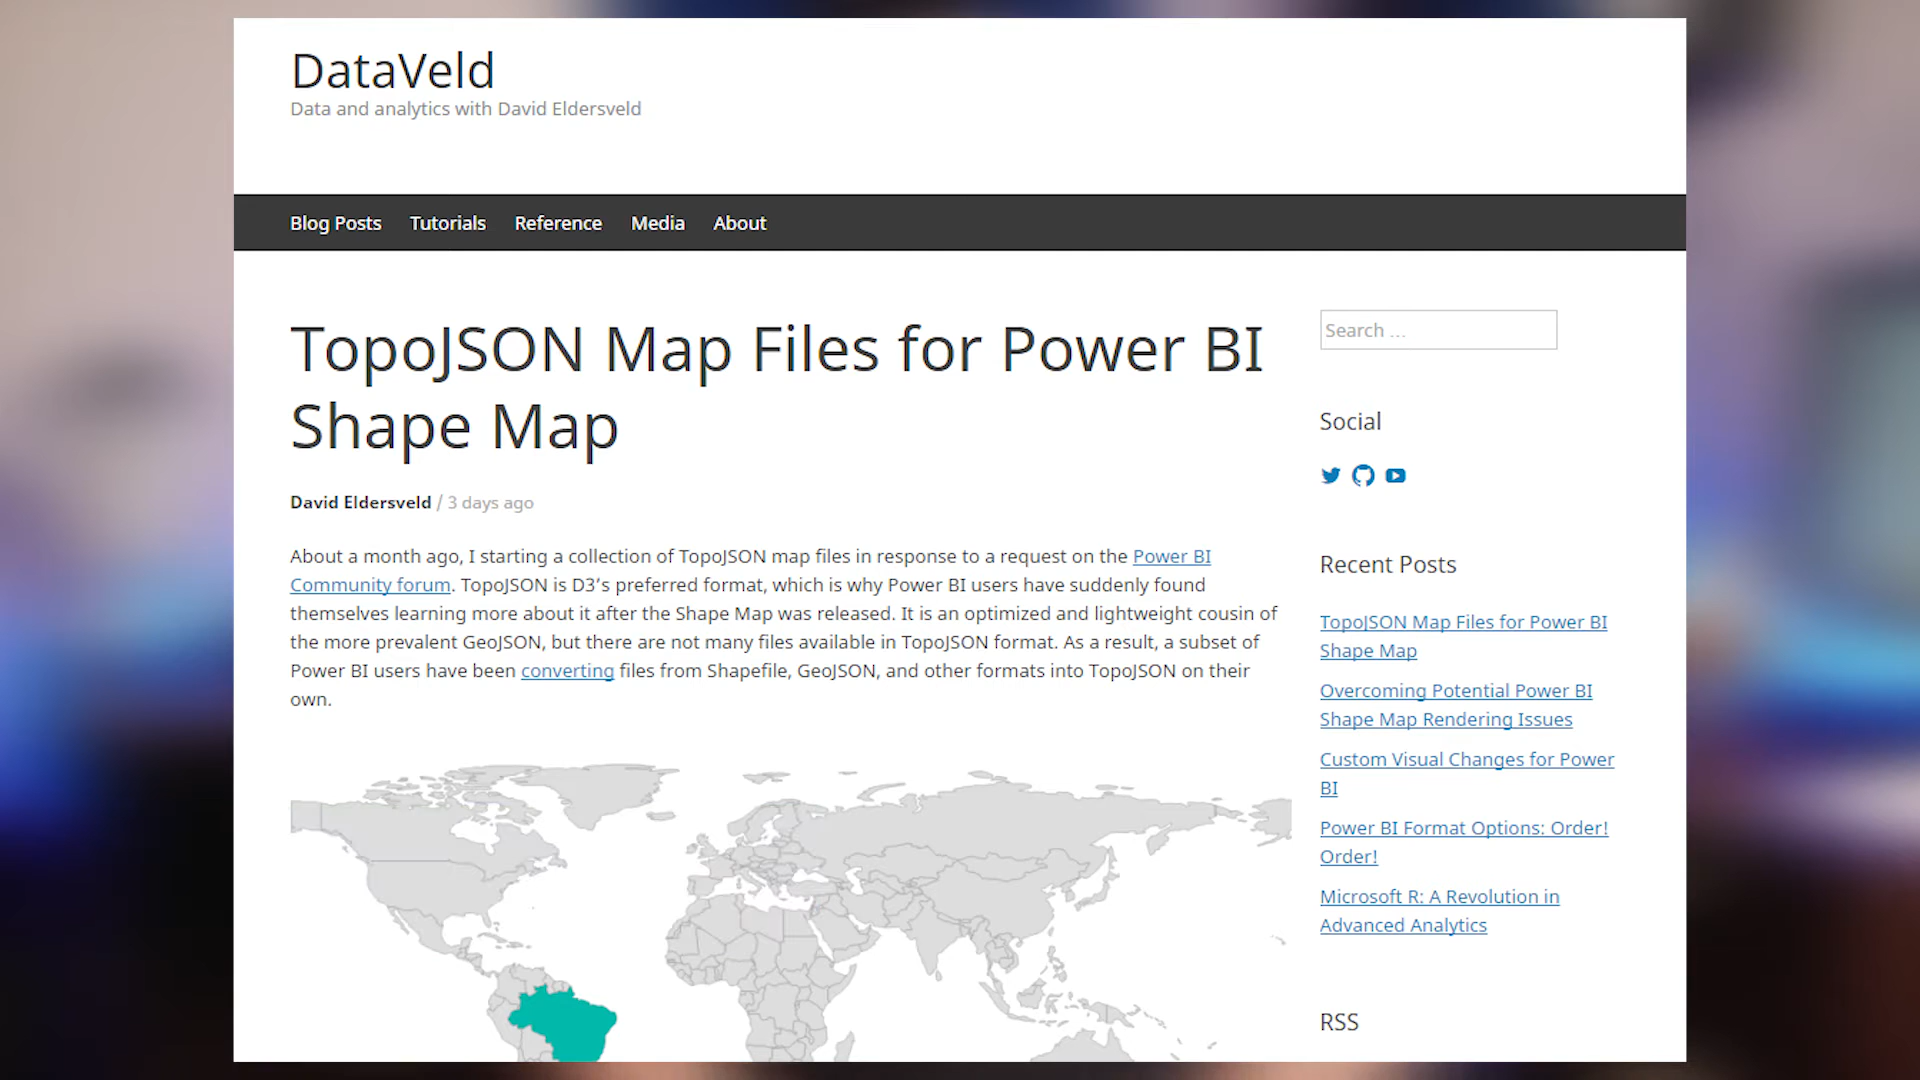 DataVeld
Data and analytics with David Eldersveld
Blog Posts Tutorials Reference Media About
TopoJSON Map Files for Power BI
Shape Map
David Eldersveld / 3 days ago
About a month ago, I starting a collection of TopoJSON map files in response to a request on the Power BI
Community forum. TopoJSON is D3’s preferred format, which is why Power BI users have suddenly found
themselves learning more about it after the Shape Map was released. It is an optimized and lightweight cousin of
the more prevalent GeoJSON, but there are not many files available in TopoJSON format. As a result, a subset of
Power BI users have been converting files from Shapefile, GeoJSON, and other formats into TopoJSON on their
own.
Search ...
Social
Recent Posts
TopoJSON Map Files for Power BI
Shape Map
Overcoming Potential Power BI
Shape Map Rendering Issues
Custom Visual Changes for Power
BI
Power BI Format Options: Order!
Order!
Microsoft R: A Revolution in
Advanced Analytics
RSS